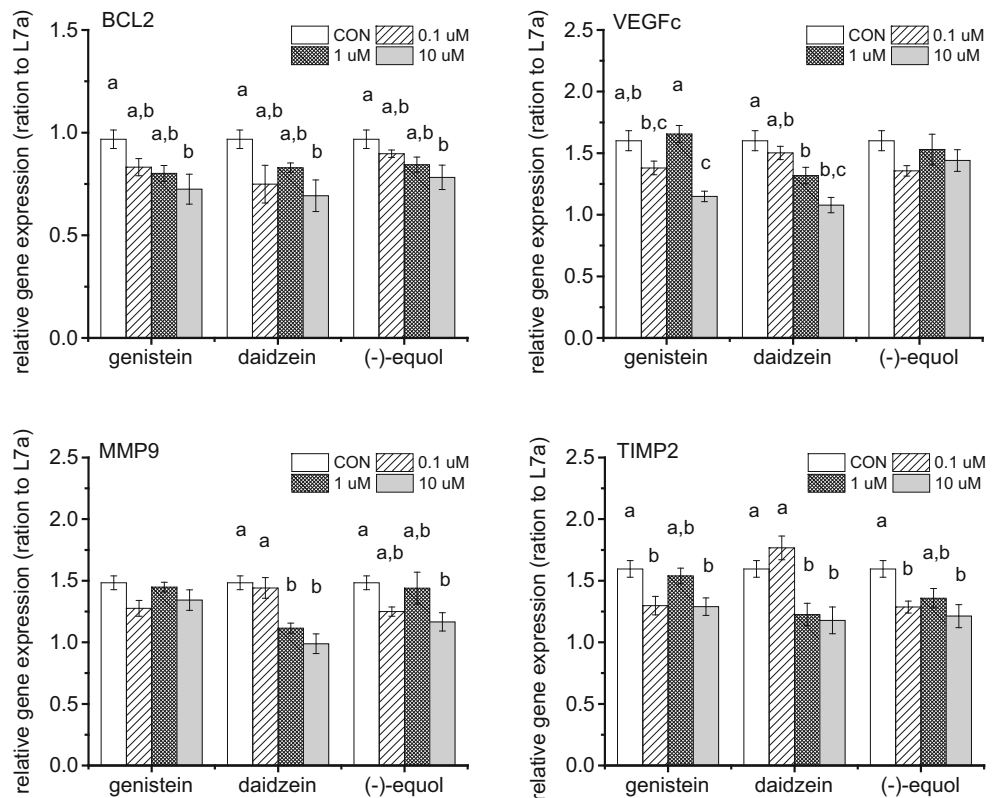 BCL2
relative gene expression (ration to L7a)
1.5
1.0
0.5
0.0
CON 0.1 uM
1 uM 10 uM
a a,b a,b b
a a,b a,b b
a a,b a,b b
genistein daidzein (-)-equol
VEGFc
relative gene expression (ration to L7a)
2.5
2.0
1.5
1.0
0.5
0.0
CON 0.1 uM
1 uM 10 uM
a,b b,c a c
a a,b b b,c
genistein daidzein (-)-equol
MMP9
relative gene expression (ration to L7a)
2.5
2.0
1.5
1.0
0.5
0.0
CON 0.1 uM
1 uM 10 uM
a a b b
a a,b a,b b
genistein daidzein (-)-equol
TIMP2
relative gene expression (ration to L7a)
2.5
2.0
1.5
1.0
0.5
0.0
CON 0.1 uM
1 uM 10 uM
a b a,b b
a a b b
a b a,b b
genistein daidzein (-)-equol